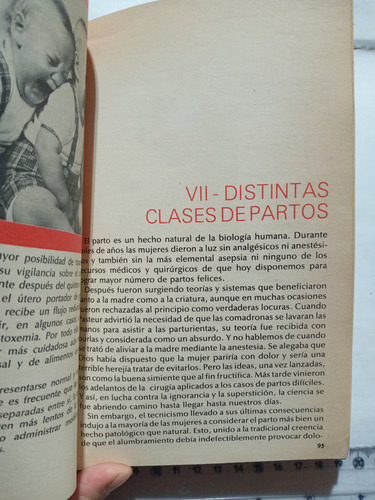 ayor posibilidad de
su vigilancia sobre el
nte después del
el útero portador
recibe un flujo
ir, en algunos
toxemia. Por todo
r más cuidadosa
sal y de alimentos
presentarse normal
es frecuente que
separadas entre
ren más lentos
o administrar
VII - DISTINTAS
CLASES DE PARTOS
El parto es un hecho natural de la biología humana. Durante
miles de años las mujeres dieron a luz sin analgésicos ni anestési-
os y también sin la más elemental asepsia ni ninguno de los
recursos médicos y quirúrgicos de que hoy disponemos para
lograr mayor número de partos felices.
Después fueron surgiendo teorías y sistemas que beneficiaron
tanto a la madre como a la criatura, aunque en muchas ocasiones
fueron rechazadas al principio como verdaderas locuras. Cuando
Pasteur advirtió la necesidad de que las comadronas se lavaran las
manos para asistir a las parturientas, su teoría fue recibida con
burlas y considerada como un absurdo. Y no hablemos de cuando
se trató de aliviar a la madre mediante la anestesia. Se alegaba que
Dios había dispuesto que la mujer pariría con dolor y sería una
terrible herejía tratar de evitarlos. Pero las ideas, una vez lanzadas,
son como la buena simiente que al fin fructifica. Más tarde vinieron
los adelantos de la cirugía aplicados a los casos de partos difíciles.
Y así, en lucha contra la ignorancia y la superstición, la ciencia se
fue abriendo camino hasta llegar hasta nuestros días.
Sin embargo, el tecnicismo llevado a sus últimas consecuencias
indujo a la mayoría de las mujeres a considerar el parto más bien un
hecho patológico que natural. Esto, unido a la tradicional creencia
de que el alumbramiento debía indefectiblemente provocar dolo-
95